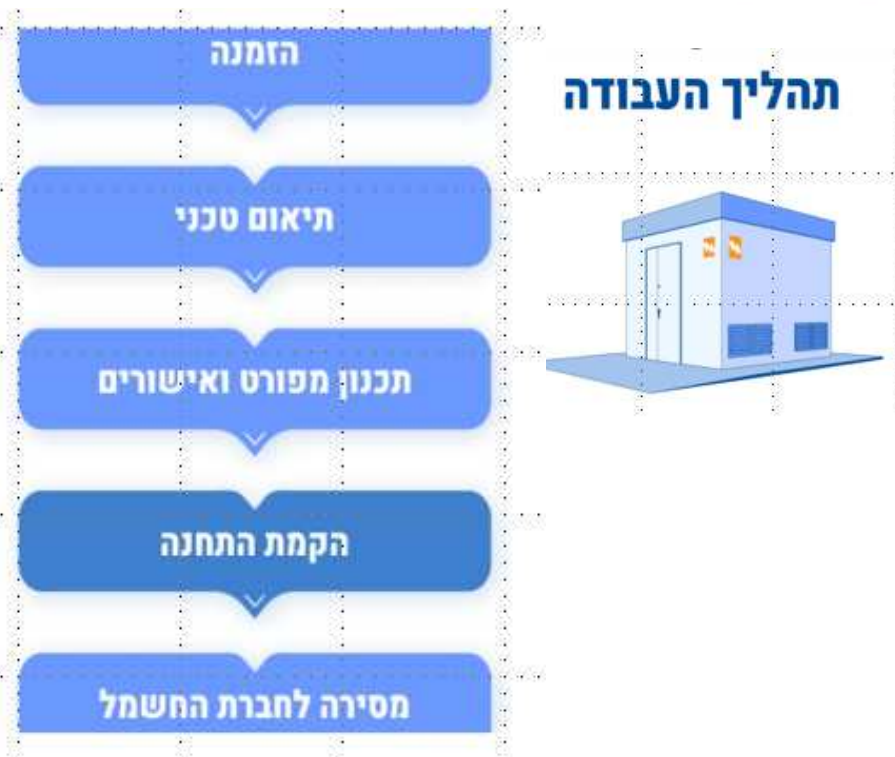 תהליך העבודה
הזמנה
תיאום טכני
תכנון מפורט ואישורים
הקמת התחנה
מסירה לחברת החשמל